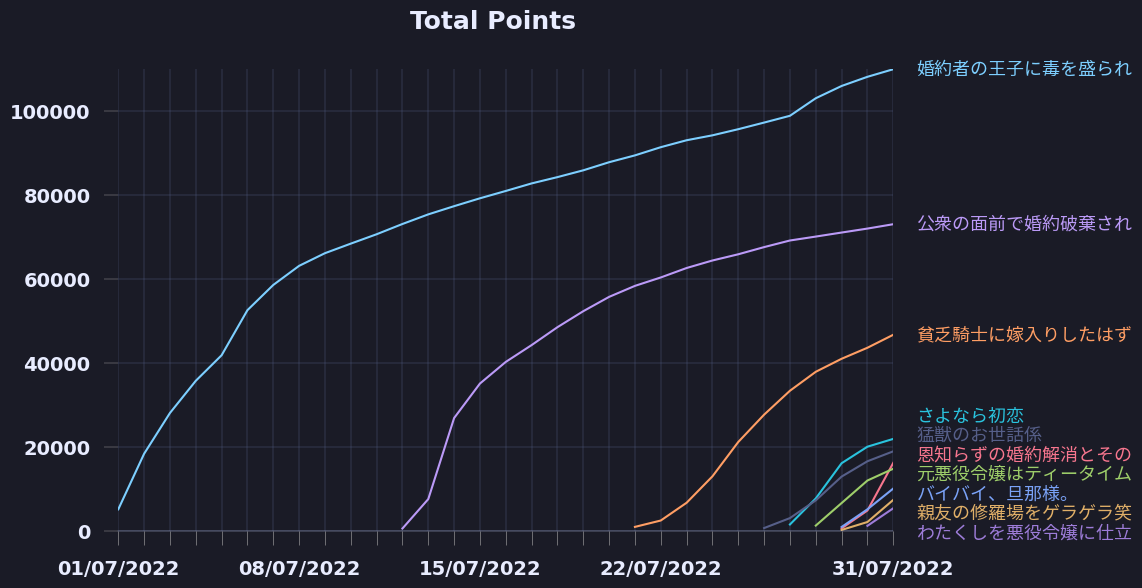 Total Points
婚約者の王子に毒を盛られ
100000
80000
公衆の面前で婚約破棄され
60000
40000
貧乏騎士に嫁入りしたはず
さよなら初恋
猛獣のお世話係
20000
恩知らずの婚約解消とその
元悪役令嬢はティータイム
バイバイ、旦那様。
親友の修羅場をゲラゲラ笑
わたくしを悪役令嬢に仕立
0
01/07/2022
08/07/2022
15/07/2022
22/07/2022
31/07/2022